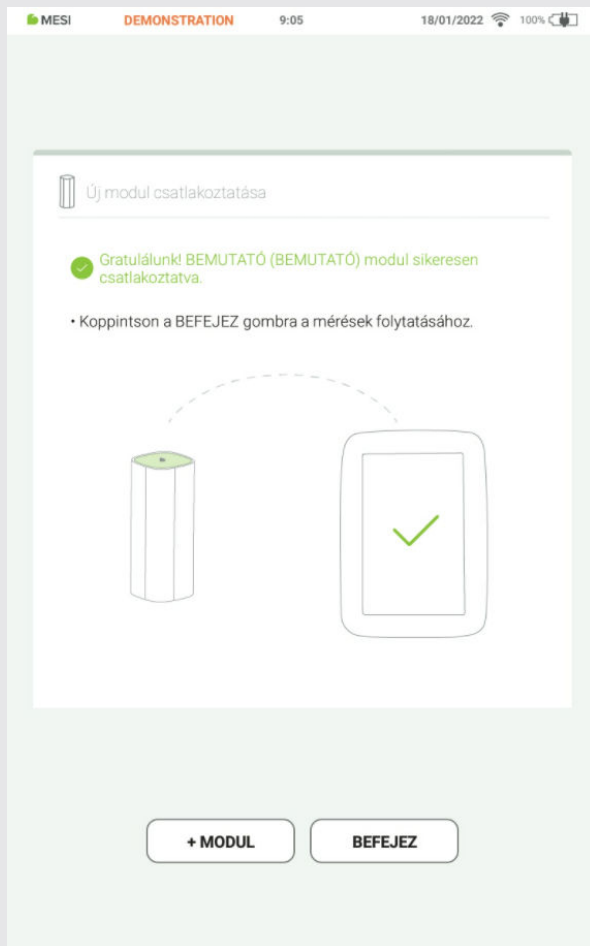 MESI DEMONSTRATION 9:05 18/01/2022 100%
Új modul csatlakoztatása
Gratulálunk! BEMUTATÓ (BEMUTATÓ) modul sikeresen
csatlakoztatva.
• Koppintson a BEFEJEZ gombra a mérések folytatásához.
+ MODUL BEFEJEZ